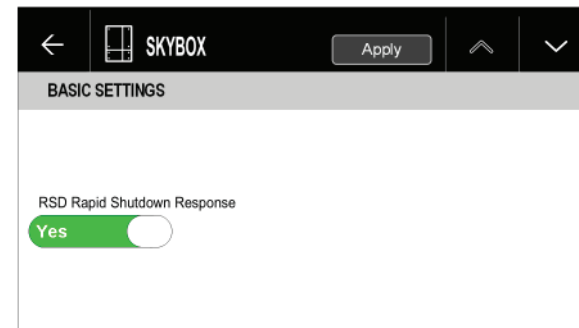 SKYBOX Apply
BASIC SETTINGS
RSD Rapid Shutdown Response
Yes